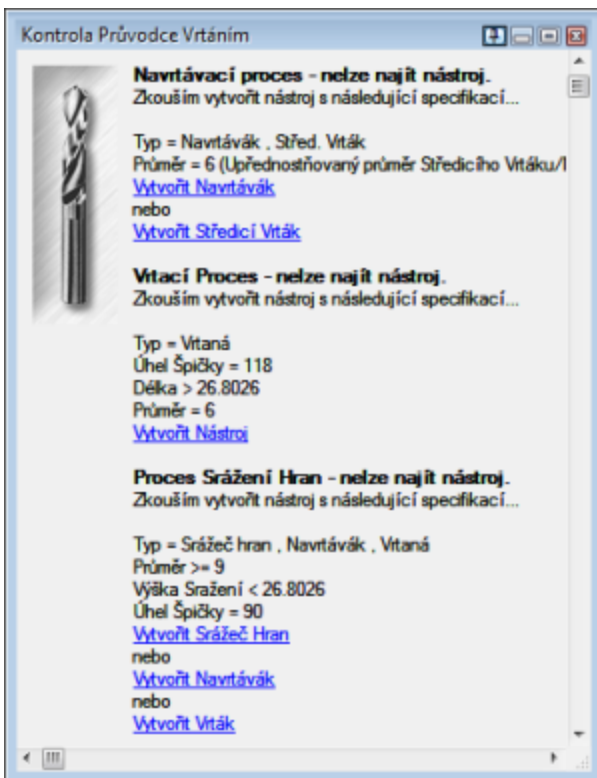 Kontrola Průvodce Vrtáním
Navrtávací proces - nelze najít nástroj.
Zkouším vytvořit nástroj s následující specifikací...
Typ = Navrtávák , Střed. Vrták
Průměr = 6 (Upřednostňovaný průměr Středicího Vrtáku/
Vytvořit Navrtávák
nebo
Vytvořit Středicí Vrták
Vrtací Proces - nelze najít nástroj.
Zkouším vytvořit nástroj s následující specifikací...
Typ = Vrtaná
Úhel Špičky = 118
Délka > 26.8026
Průměr = 6
Vytvořit Nástroj
Proces Srážení Hran - nelze najít nástroj.
Zkouším vytvořit nástroj s následující specifikací...
Typ = Srážeč hran , Navrtávák , Vrtaná
Průměr >= 9
Výška Sražení < 26.8026
Úhel Špičky = 90
Vytvořit Srážeč Hran
nebo
Vytvořit Navrtávák
nebo
Vytvořit Vrták